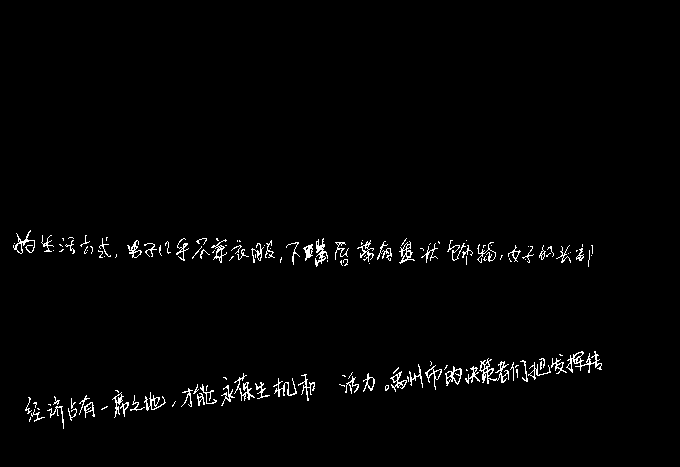 的生活方式，男子几乎不穿衣服，下嘴唇带有盘状饰物，女子的头部
经济占有一席之地，才能永葆生机和 活力。禹州市的决策者们把发挥传